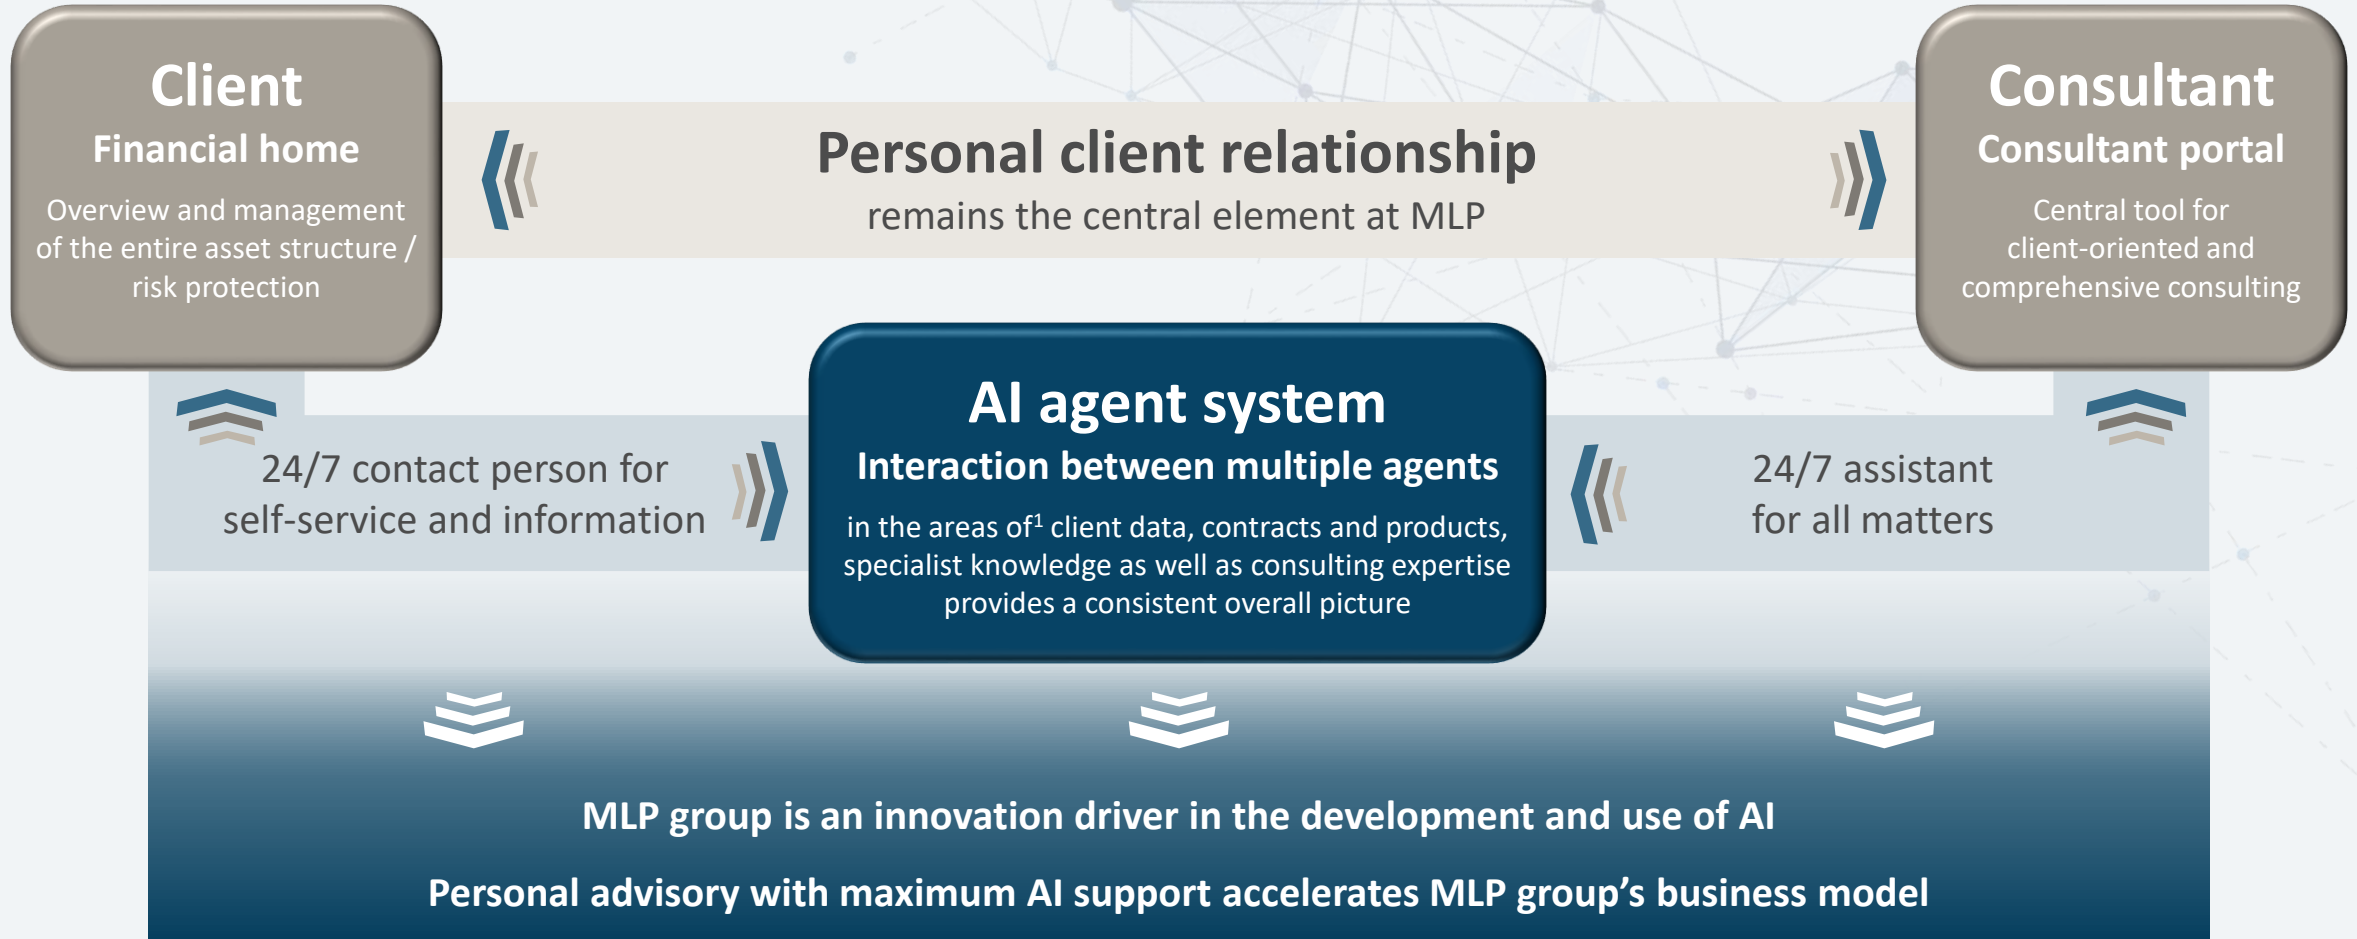 Client
Financial home
Overview and management
of the entire asset structure /
risk protection
Personal client relationship
remains the central element at MLP
Consultant
Consultant portal
Central tool for
client-oriented and
comprehensive consulting
24/7 contact person for
self-service and information
AI agent system
Interaction between multiple agents
in the areas of¹ client data, contracts and products,
specialist knowledge as well as consulting expertise
provides a consistent overall picture
24/7 assistant
for all matters
MLP group is an innovation driver in the development and use of AI
Personal advisory with maximum AI support accelerates MLP group’s business model